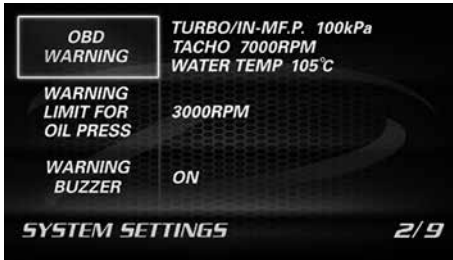 OBD
WARNING
TURBO/IN-MF.P. 100kPa
TACHO 7000RPM
WATER TEMP 105°C
WARNING
LIMIT FOR
OIL PRESS
3000RPM
WARNING
BUZZER
ON
SYSTEM SETTINGS
2/9